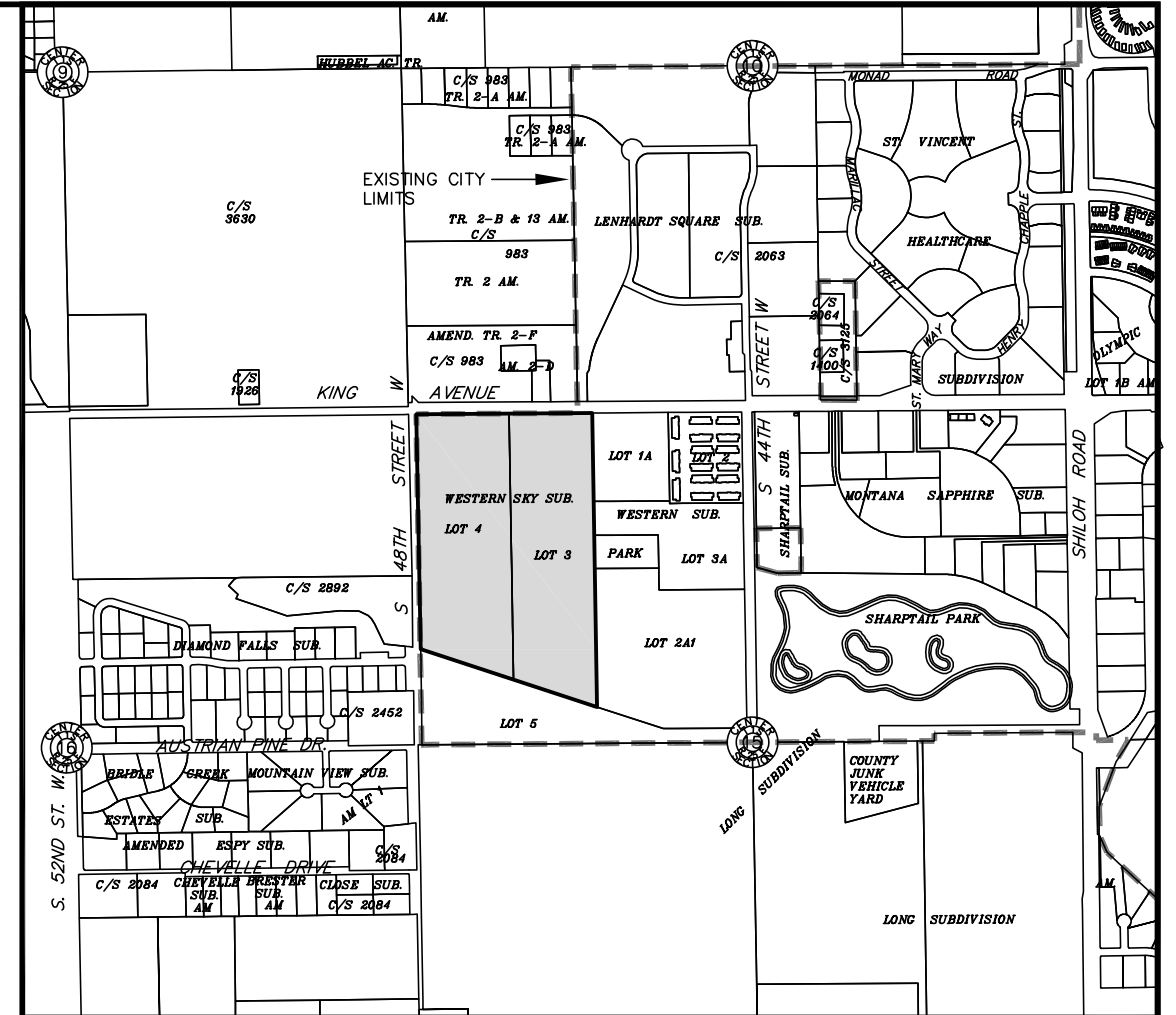 AM.
CENTER
9
SECTION
HUBBEL AC. TR
C/S 983
TR. 2-A AM.
CENTER
10
SECTION
MONAD ROAD
C/S 983
TR. 2-A AM.
ST. VINCENT
EXISTING CITY
LIMITS
MARILLAC
STREET
CHAPPLE
ST.
C/S
3630
TR. 2-B & 13 AM.
C/S
983
LENHARDT SQUARE SUB.
HEALTHCARE
C/S 2063
TR. 2 AM.
STREET W
C/S
2064
C/S 3125
AMEND. TR. 2-F
C/S 983
AM. 2-D
C/S
1400
WAY
HENRY
OLYMPIC
C/S
1926
KING AVENUE
W
ST. MARY
SUBDIVISION
LOT 1B AM
S 48TH STREET
LOT 1A
LOT 2
S 44TH
SHARPTAIL SUB.
SHILOH ROAD
WESTERN SKY SUB.
LOT 4
LOT 3
WESTERN SUB.
MONTANA SAPPHIRE SUB.
PARK
LOT 3A
C/S 2892
SHARPTAIL PARK
DIAMOND FALLS SUB.
LOT 2A1
C/S 2452
LOT 5
CENTER
16
SECTION
AUSTRIAN PINE DR.
CENTER
15
SECTION
LONG SUBDIVISION
BRIDLE CREEK
MOUNTAIN VIEW SUB.
COUNTY
JUNK
VEHICLE
YARD
ESTATES SUB.
AM LT 1
S. 52ND ST. W.
AMENDED ESPY SUB.
C/S
2084
CHEVELLE DRIVE
C/S 2084
CHEVELLE
SUB.
AM
BRESTER
SUB.
AM
CLOSE SUB.
C/S 2084
AM.
LONG SUBDIVISION